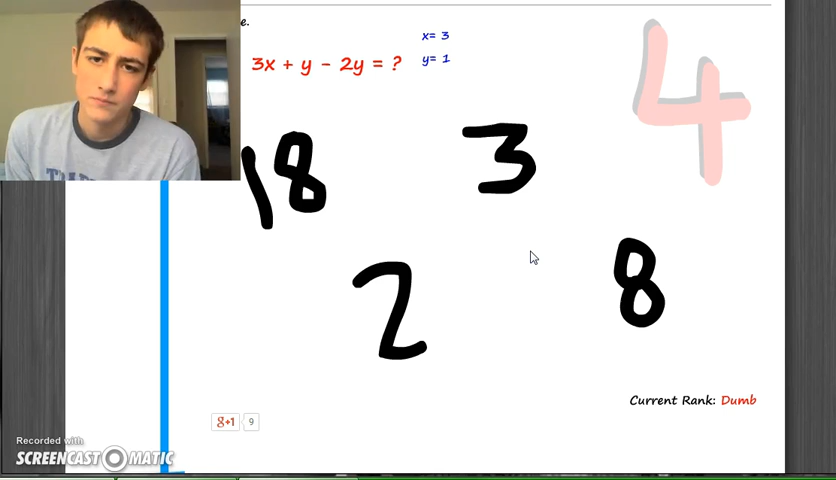 e.
x= 3
3x + y - 2y = ?
y= 1
4
18
3
2
8
Current Rank: Dumb
g+1 9
Recorded with
SCREENCAST-O-MATIC